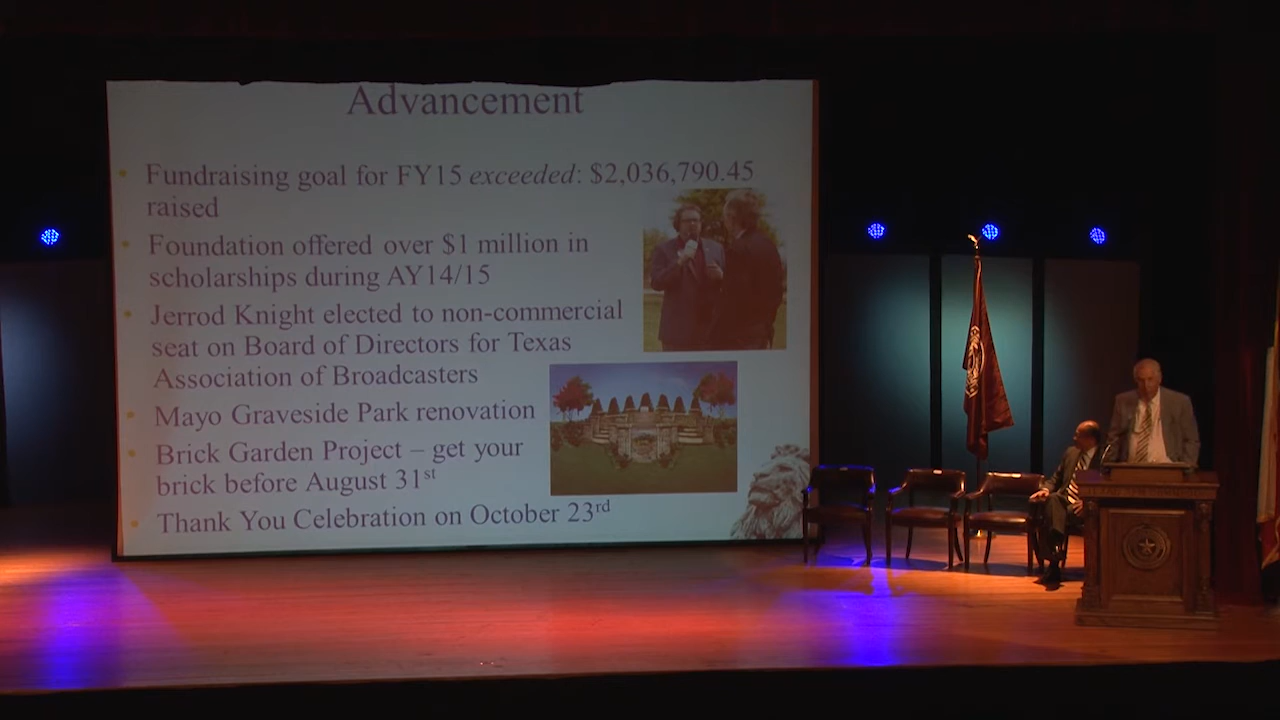 Advancement
• Fundraising goal for FY15 exceeded: $2,036,790.45
raised
• Foundation offered over $1 million in
scholarships during AY14/15
• Jerrod Knight elected to non-commercial
seat on Board of Directors for Texas
Association of Broadcasters
• Mayo Graveside Park renovation
• Brick Garden Project – get your
brick before August 31st
• Thank You Celebration on October 23rd